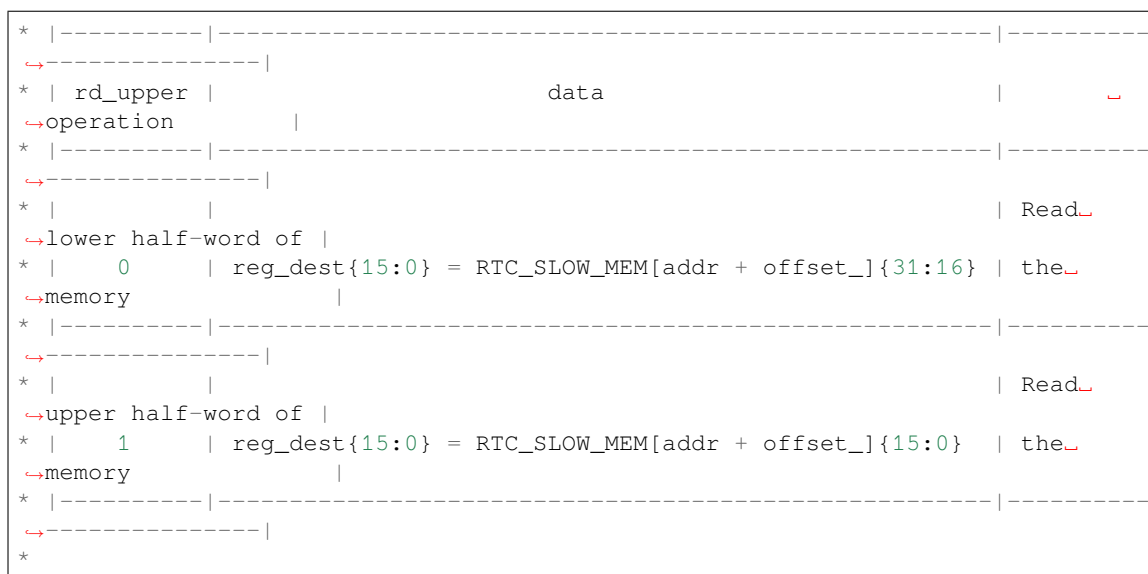 * |----------|------------------------------------------------------|----------
↪---------------|
* | rd_upper |                       data                           |       ␣
↪operation        |
* |----------|------------------------------------------------------|----------
↪---------------|
* |          |                                                      | Read␣
↪lower half-word of |
* |     0    | reg_dest{15:0} = RTC_SLOW_MEM[addr + offset_]{31:16} | the␣
↪memory              |
* |----------|------------------------------------------------------|----------
↪---------------|
* |          |                                                      | Read␣
↪upper half-word of |
* |     1    | reg_dest{15:0} = RTC_SLOW_MEM[addr + offset_]{15:0}  | the␣
↪memory              |
* |----------|------------------------------------------------------|----------
↪---------------|
*